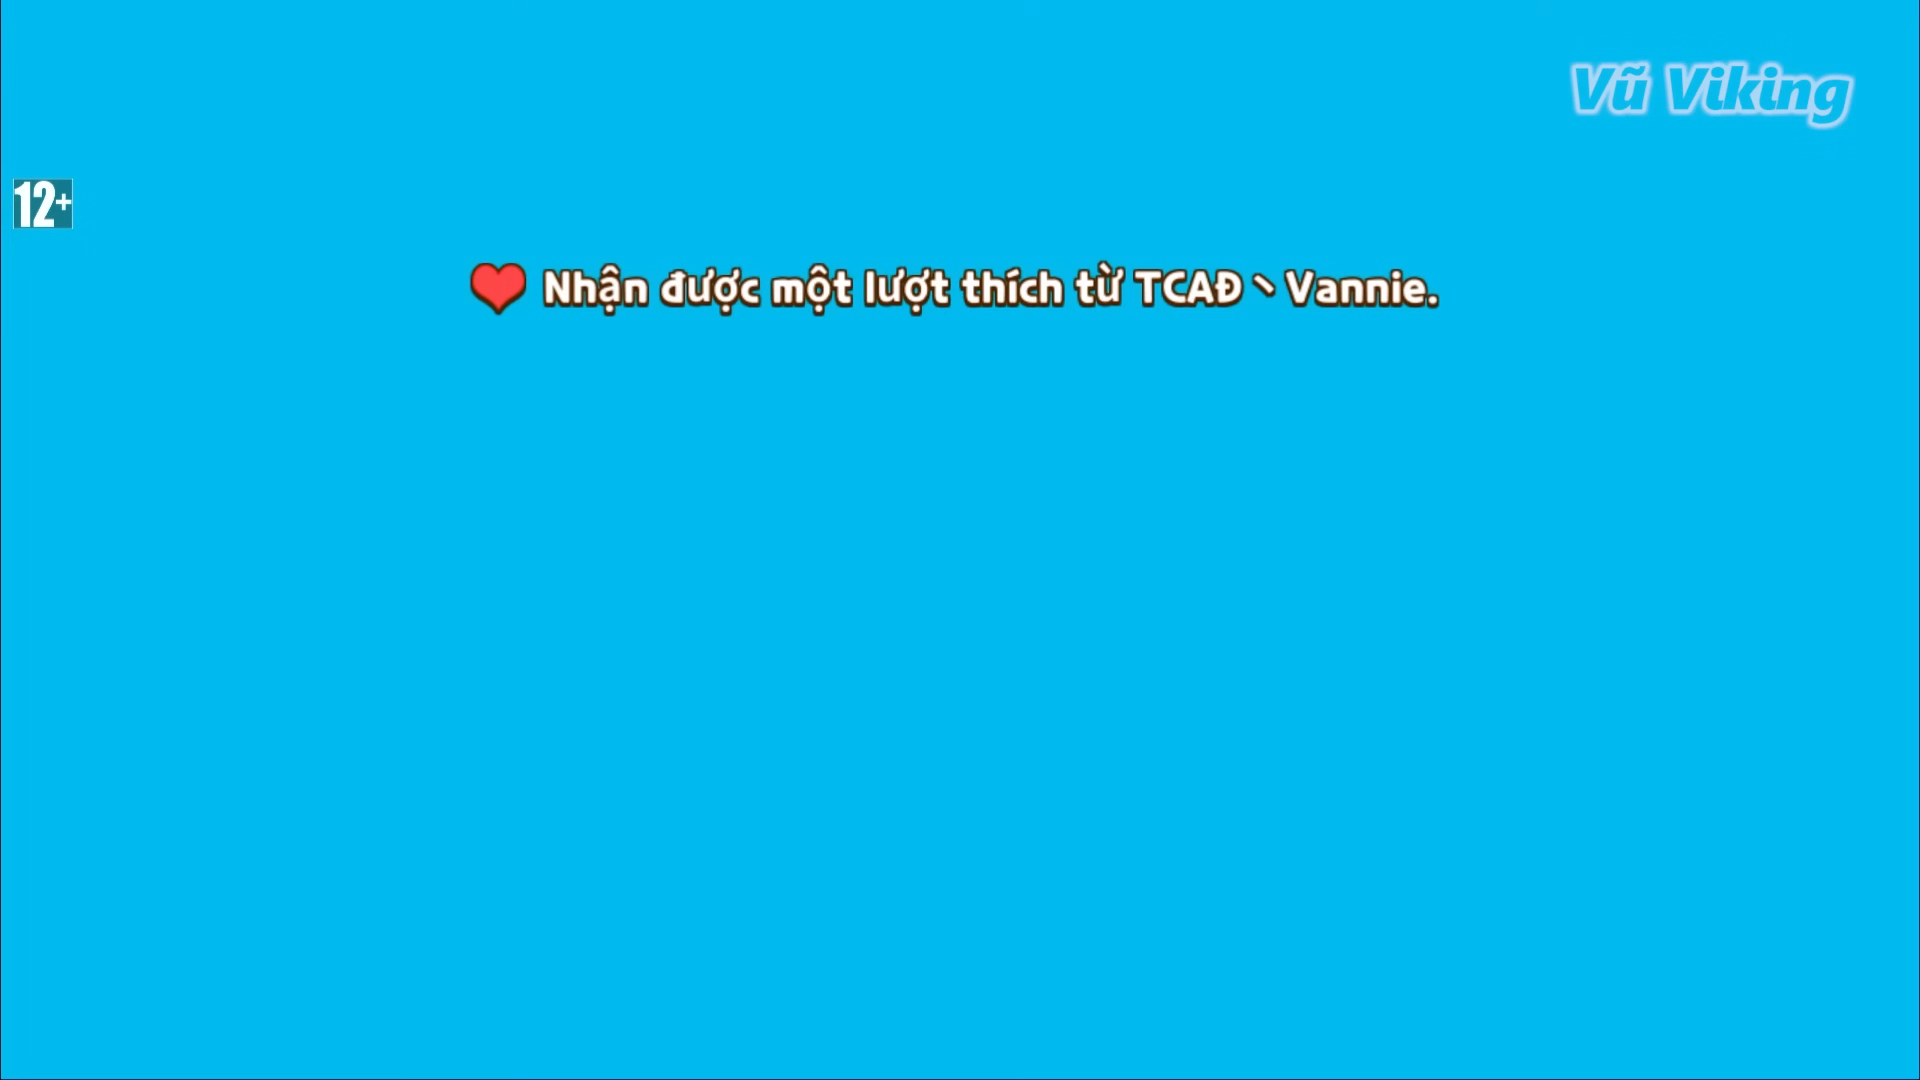 Vũ Viking
12+
Nhận được một lượt thích từ TCAĐ丶Vannie.